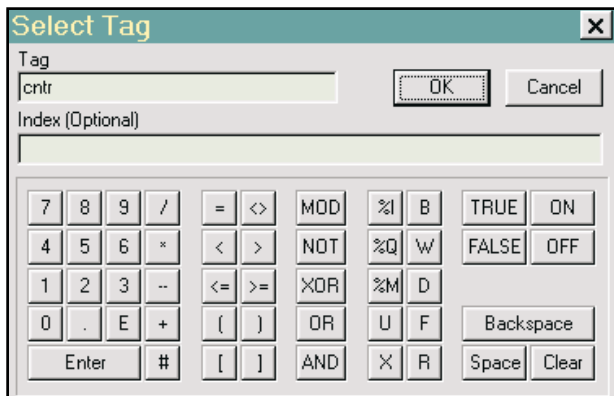 Select Tag
Tag
cntr
OK Cancel
Index (Optional)
7 8 9 / = <> MOD %I B TRUE ON
4 5 6 * < > NOT %Q W FALSE OFF
1 2 3 -- <= >= XOR %M D
0 . E + ( ) OR U F Backspace
Enter # [ ] AND X R Space Clear